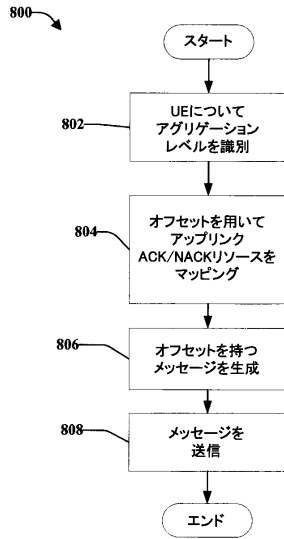 800
スタート
802
UEについて
アグリゲーション
レベルを識別
804
オフセットを用いて
アップリンク
ACK/NACKリソースを
マッピング
806
オフセットを持つ
メッセージを生成
808
メッセージを
送信
エンド